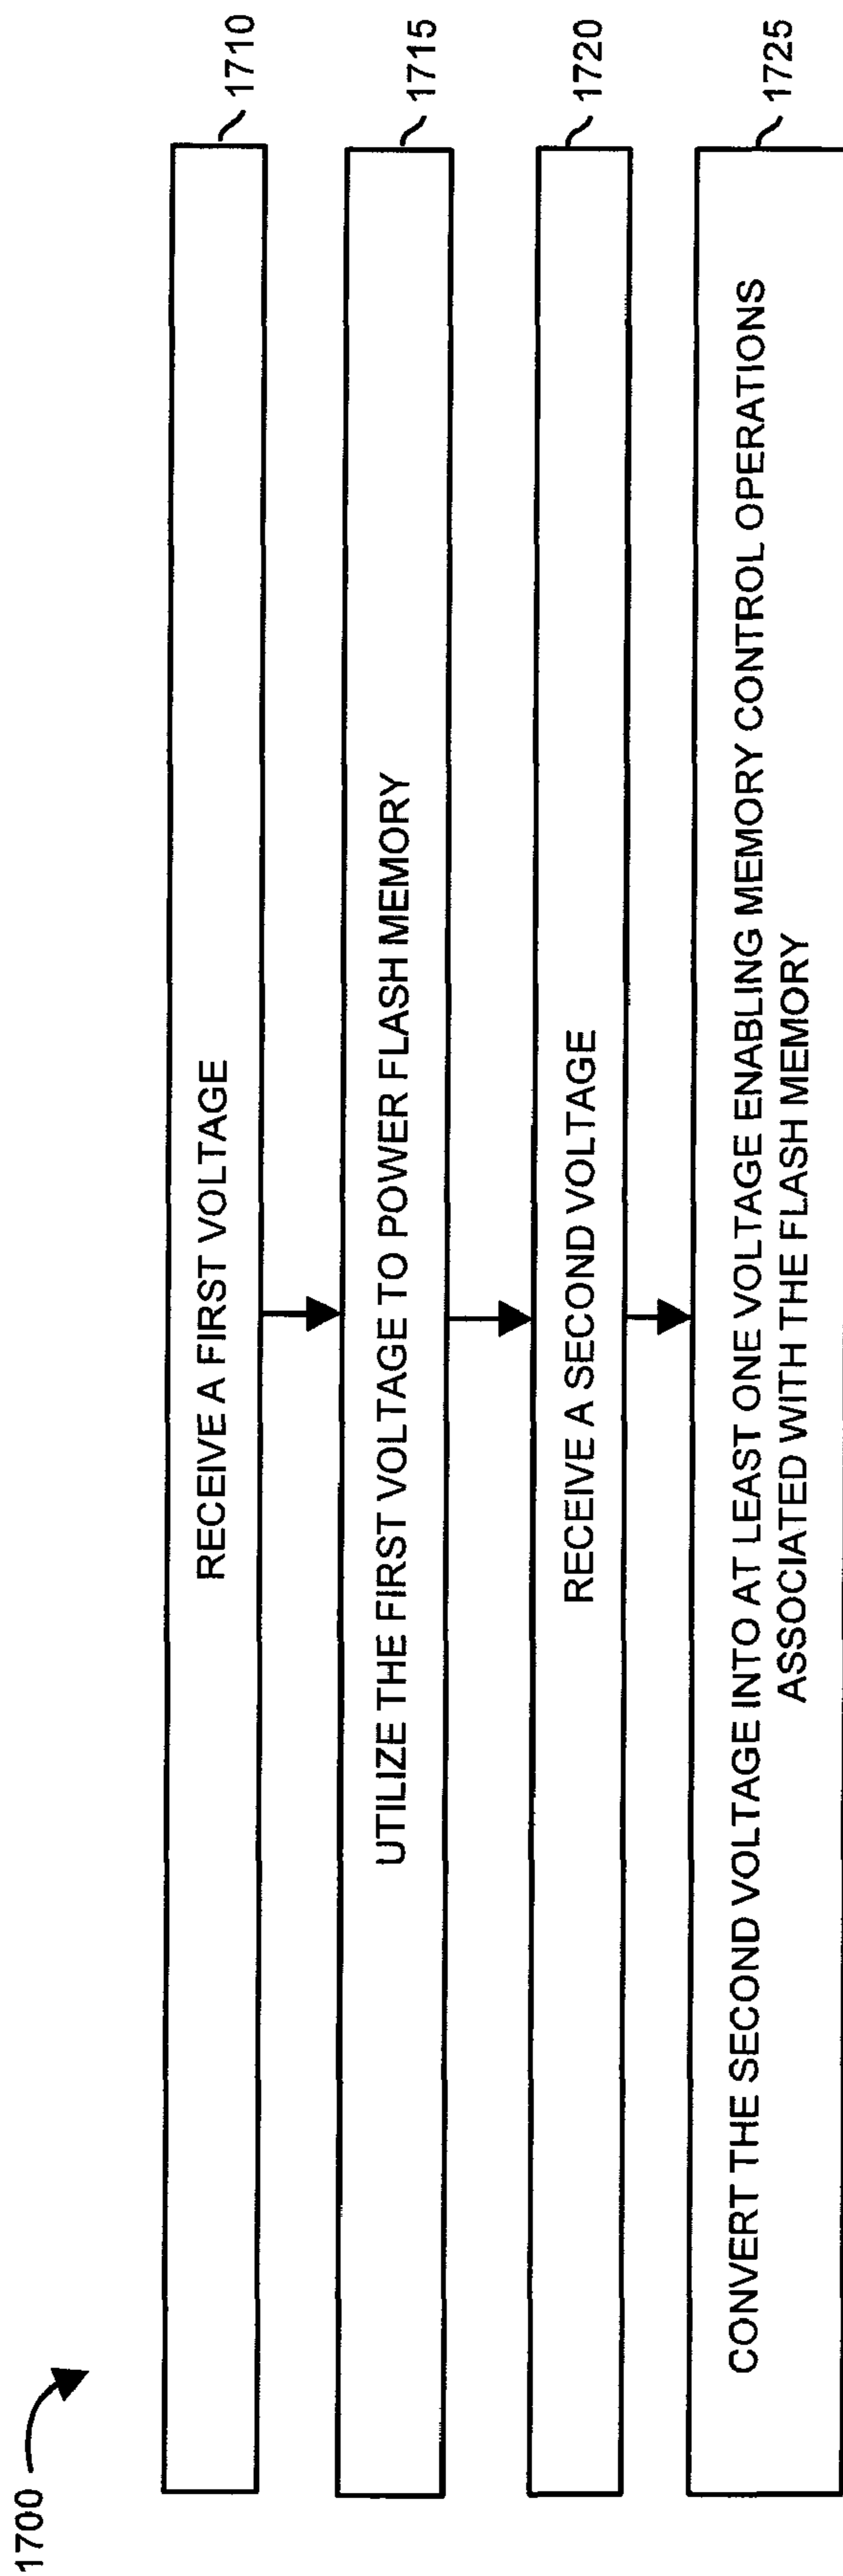 1700
RECEIVE A FIRST VOLTAGE
1710
UTILIZE THE FIRST VOLTAGE TO POWER FLASH MEMORY
1715
RECEIVE A SECOND VOLTAGE
1720
CONVERT THE SECOND VOLTAGE INTO AT LEAST ONE VOLTAGE ENABLING MEMORY CONTROL OPERATIONS
ASSOCIATED WITH THE FLASH MEMORY
1725